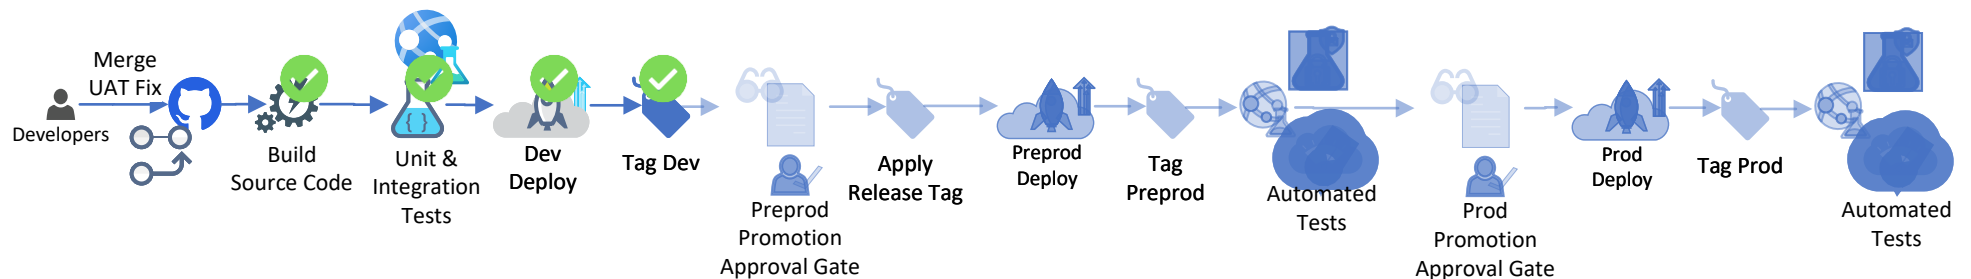 Merge
UAT Fix
Developers
Build
Source Code
{ }
Unit &
Integration
Tests
Dev
Deploy
Tag Dev
Preprod
Promotion
Approval Gate
Apply
Release Tag
Preprod
Deploy
Tag
Preprod
Automated
Tests
Prod
Promotion
Approval Gate
Prod
Deploy
Tag Prod
Automated
Tests